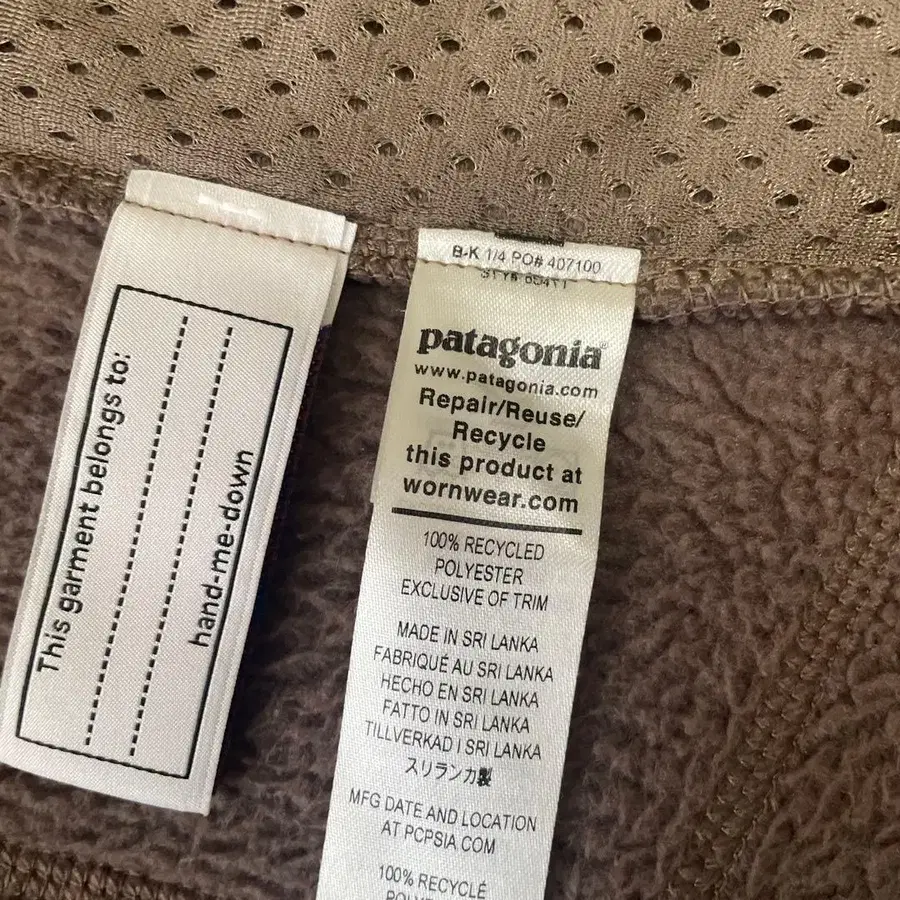 This garment belongs to:
hand-me-down
B-K 1/4 PO# 407100
patagonia
www.patagonia.com
Repair/Reuse/
Recycle
this product at
wornwear.com
100% RECYCLED
POLYESTER
EXCLUSIVE OF TRIM
MADE IN SRI LANKA
FABRIQUÉ AU SRI LANKA
HECHO EN SRI LANKA
FATTO IN SRI LANKA
TILLVERKAD I SRI LANKA
スリランカ製
MFG DATE AND LOCATION
AT PCPSIA.COM
100% RECYCLÉ